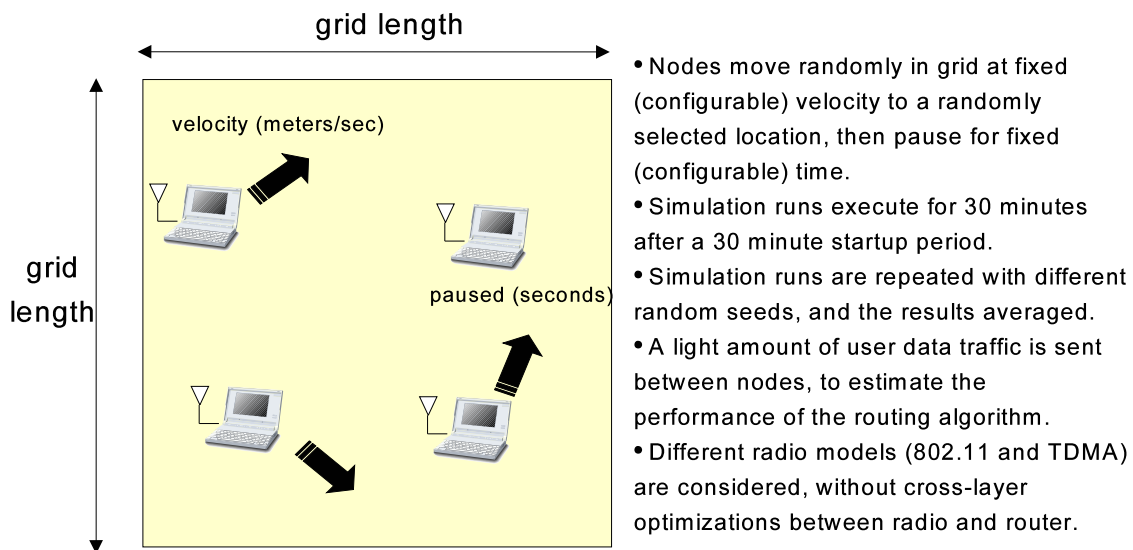 grid length
grid
length
velocity (meters/sec)
paused (seconds)
• Nodes move randomly in grid at fixed
(configurable) velocity to a randomly
selected location, then pause for fixed
(configurable) time.
• Simulation runs execute for 30 minutes
after a 30 minute startup period.
• Simulation runs are repeated with different
random seeds, and the results averaged.
• A light amount of user data traffic is sent
between nodes, to estimate the
performance of the routing algorithm.
• Different radio models (802.11 and TDMA)
are considered, without cross-layer
optimizations between radio and router.